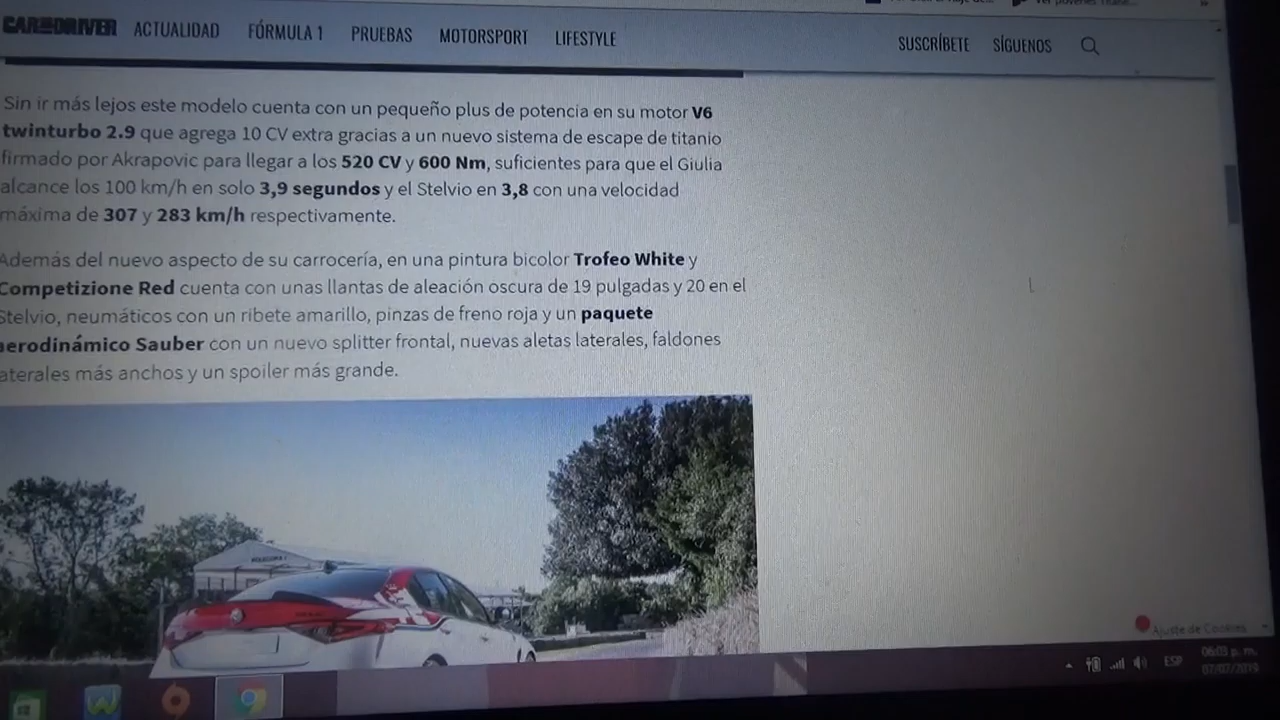 CAR AND DRIVER ACTUALIDAD FÓRMULA 1 PRUEBAS MOTORSPORT LIFESTYLE SUSCRÍBETE SÍGUENOS
Sin ir más lejos este modelo cuenta con un pequeño plus de potencia en su motor V6
twinturbo 2.9 que agrega 10 CV extra gracias a un nuevo sistema de escape de titanio
firmado por Akrapovic para llegar a los 520 CV y 600 Nm, suficientes para que el Giulia
alcance los 100 km/h en solo 3,9 segundos y el Stelvio en 3,8 con una velocidad
máxima de 307 y 283 km/h respectivamente.
Además del nuevo aspecto de su carrocería, en una pintura bicolor Trofeo White y
Competizione Red cuenta con unas llantas de aleación oscura de 19 pulgadas y 20 en el
Stelvio, neumáticos con un ribete amarillo, pinzas de freno roja y un paquete
aerodinámico Sauber con un nuevo splitter frontal, nuevas aletas laterales, faldones
laterales más anchos y un spoiler más grande.
Ajuste de Cookies
ESP 06:03 p. m.
07/07/2019